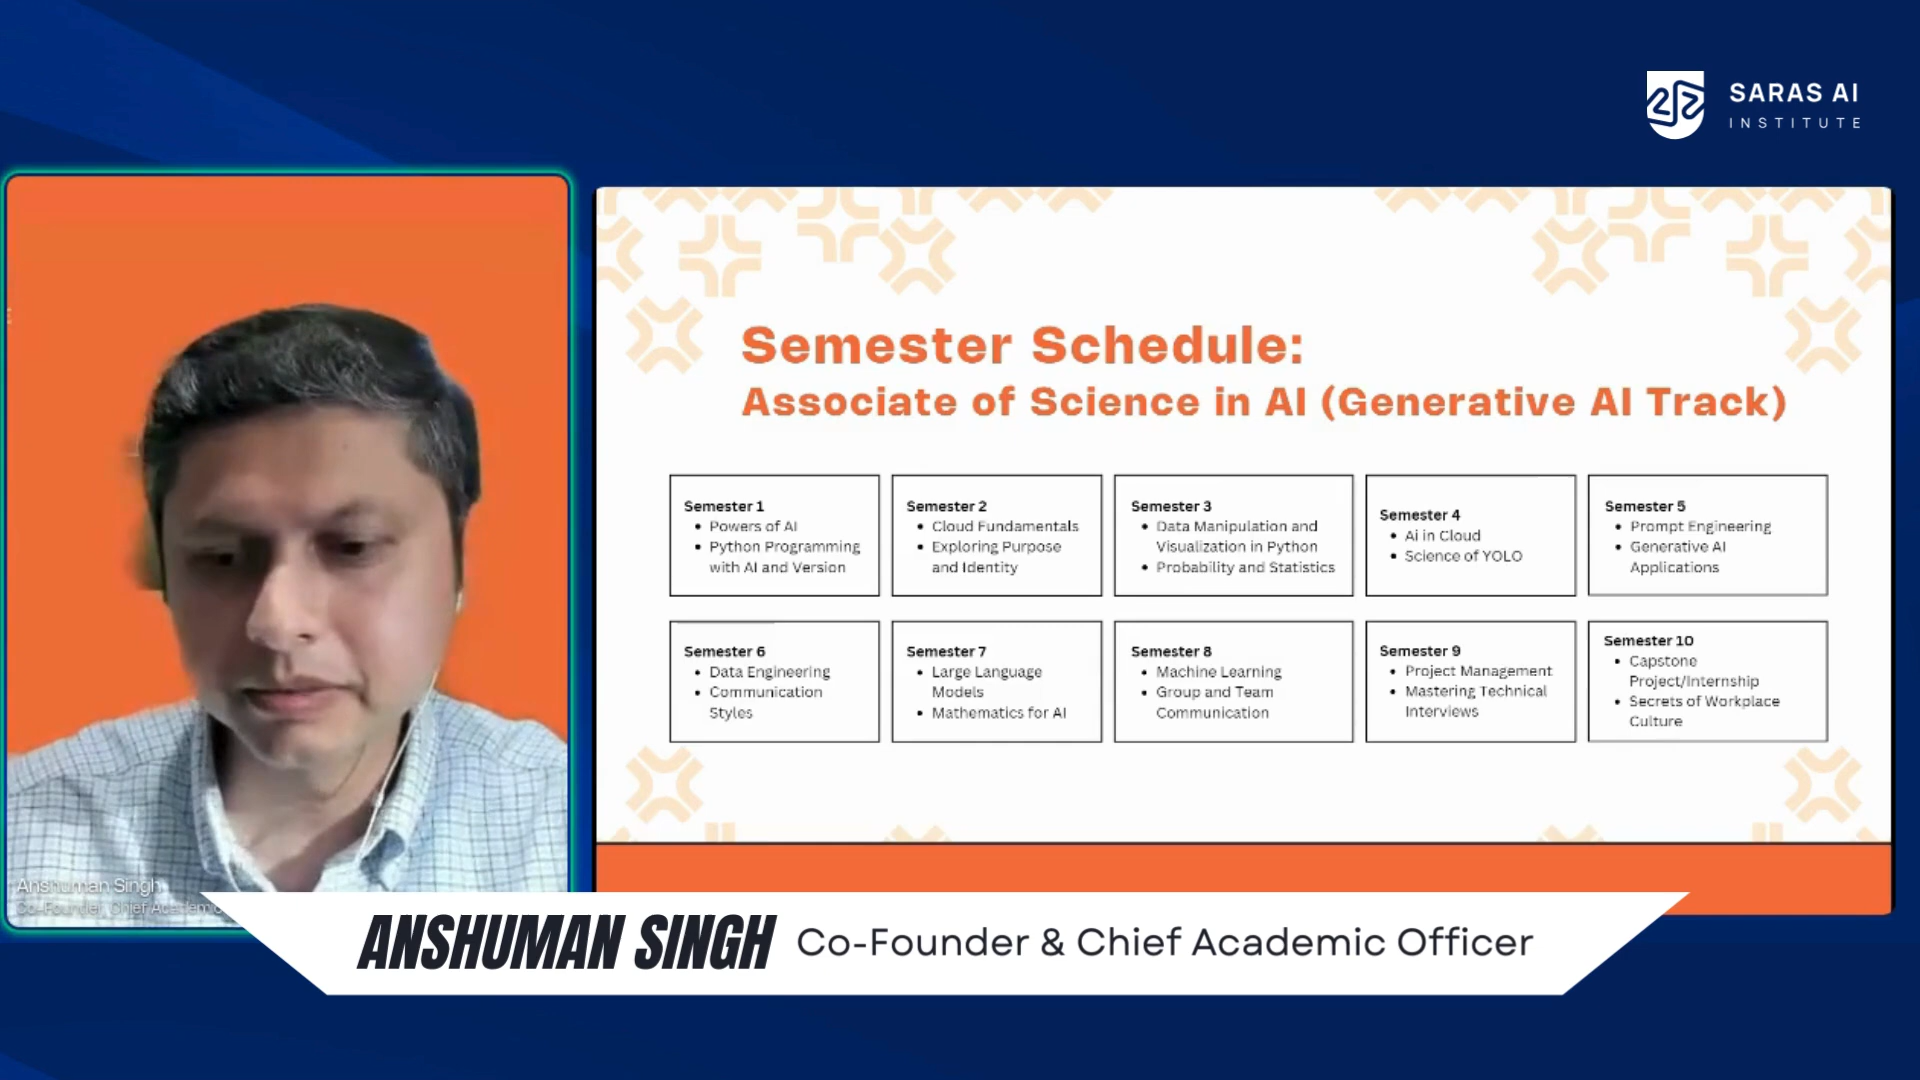 SARAS AI
INSTITUTE
Semester Schedule:
Associate of Science in AI (Generative AI Track)
Semester 1
• Powers of AI
• Python Programming
with AI and Version
Semester 2
• Cloud Fundamentals
• Exploring Purpose
and Identity
Semester 3
• Data Manipulation and
Visualization in Python
• Probability and Statistics
Semester 4
• Ai in Cloud
• Science of YOLO
Semester 5
• Prompt Engineering
• Generative AI
Applications
Semester 6
• Data Engineering
• Communication
Styles
Semester 7
• Large Language
Models
• Mathematics for AI
Semester 8
• Machine Learning
• Group and Team
Communication
Semester 9
• Project Management
• Mastering Technical
Interviews
Semester 10
• Capstone
Project/Internship
• Secrets of Workplace
Culture
Anshuman Singh
Co-Founder, Chief Academic
ANSHUMAN SINGH Co-Founder & Chief Academic Officer